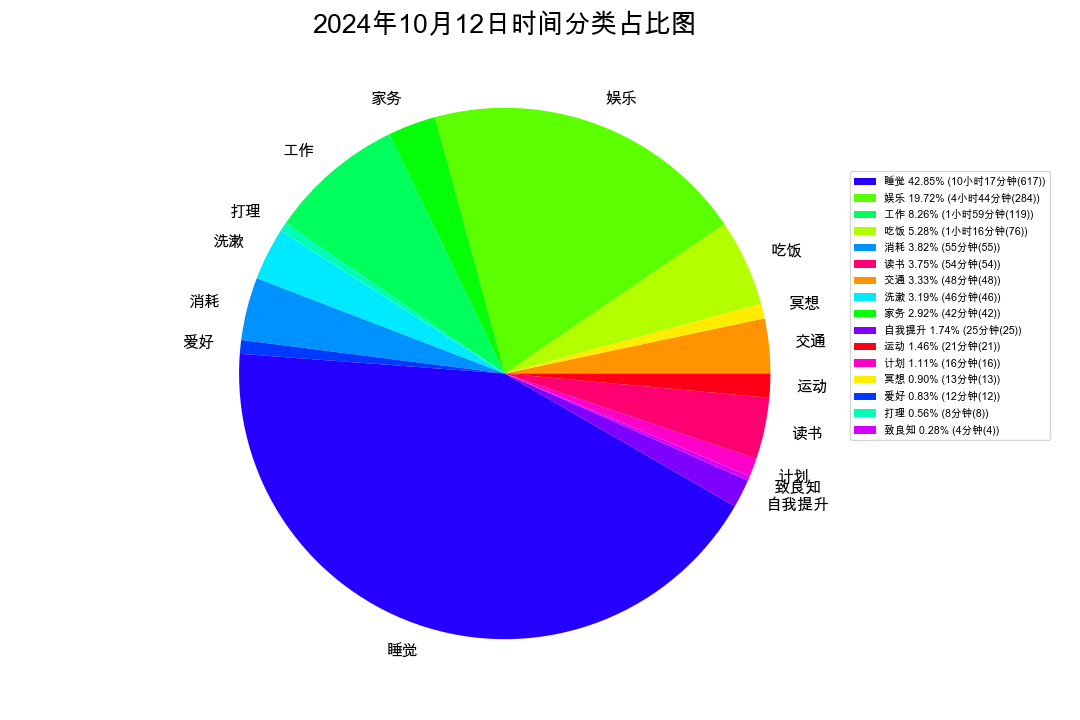 2024年10月12日时间分类占比图
家务
娱乐
工作
打理
洗漱
吃饭
消耗
冥想
爱好
交通
运动
读书
计划
致良知
自我提升
睡觉
睡觉 42.85% (10小时17分钟(617))
娱乐 19.72% (4小时44分钟(284))
工作 8.26% (1小时59分钟(119))
吃饭 5.28% (1小时16分钟(76))
消耗 3.82% (55分钟(55))
读书 3.75% (54分钟(54))
交通 3.33% (48分钟(48))
洗漱 3.19% (46分钟(46))
家务 2.92% (42分钟(42))
自我提升 1.74% (25分钟(25))
运动 1.46% (21分钟(21))
计划 1.11% (16分钟(16))
冥想 0.90% (13分钟(13))
爱好 0.83% (12分钟(12))
打理 0.56% (8分钟(8))
致良知 0.28% (4分钟(4))